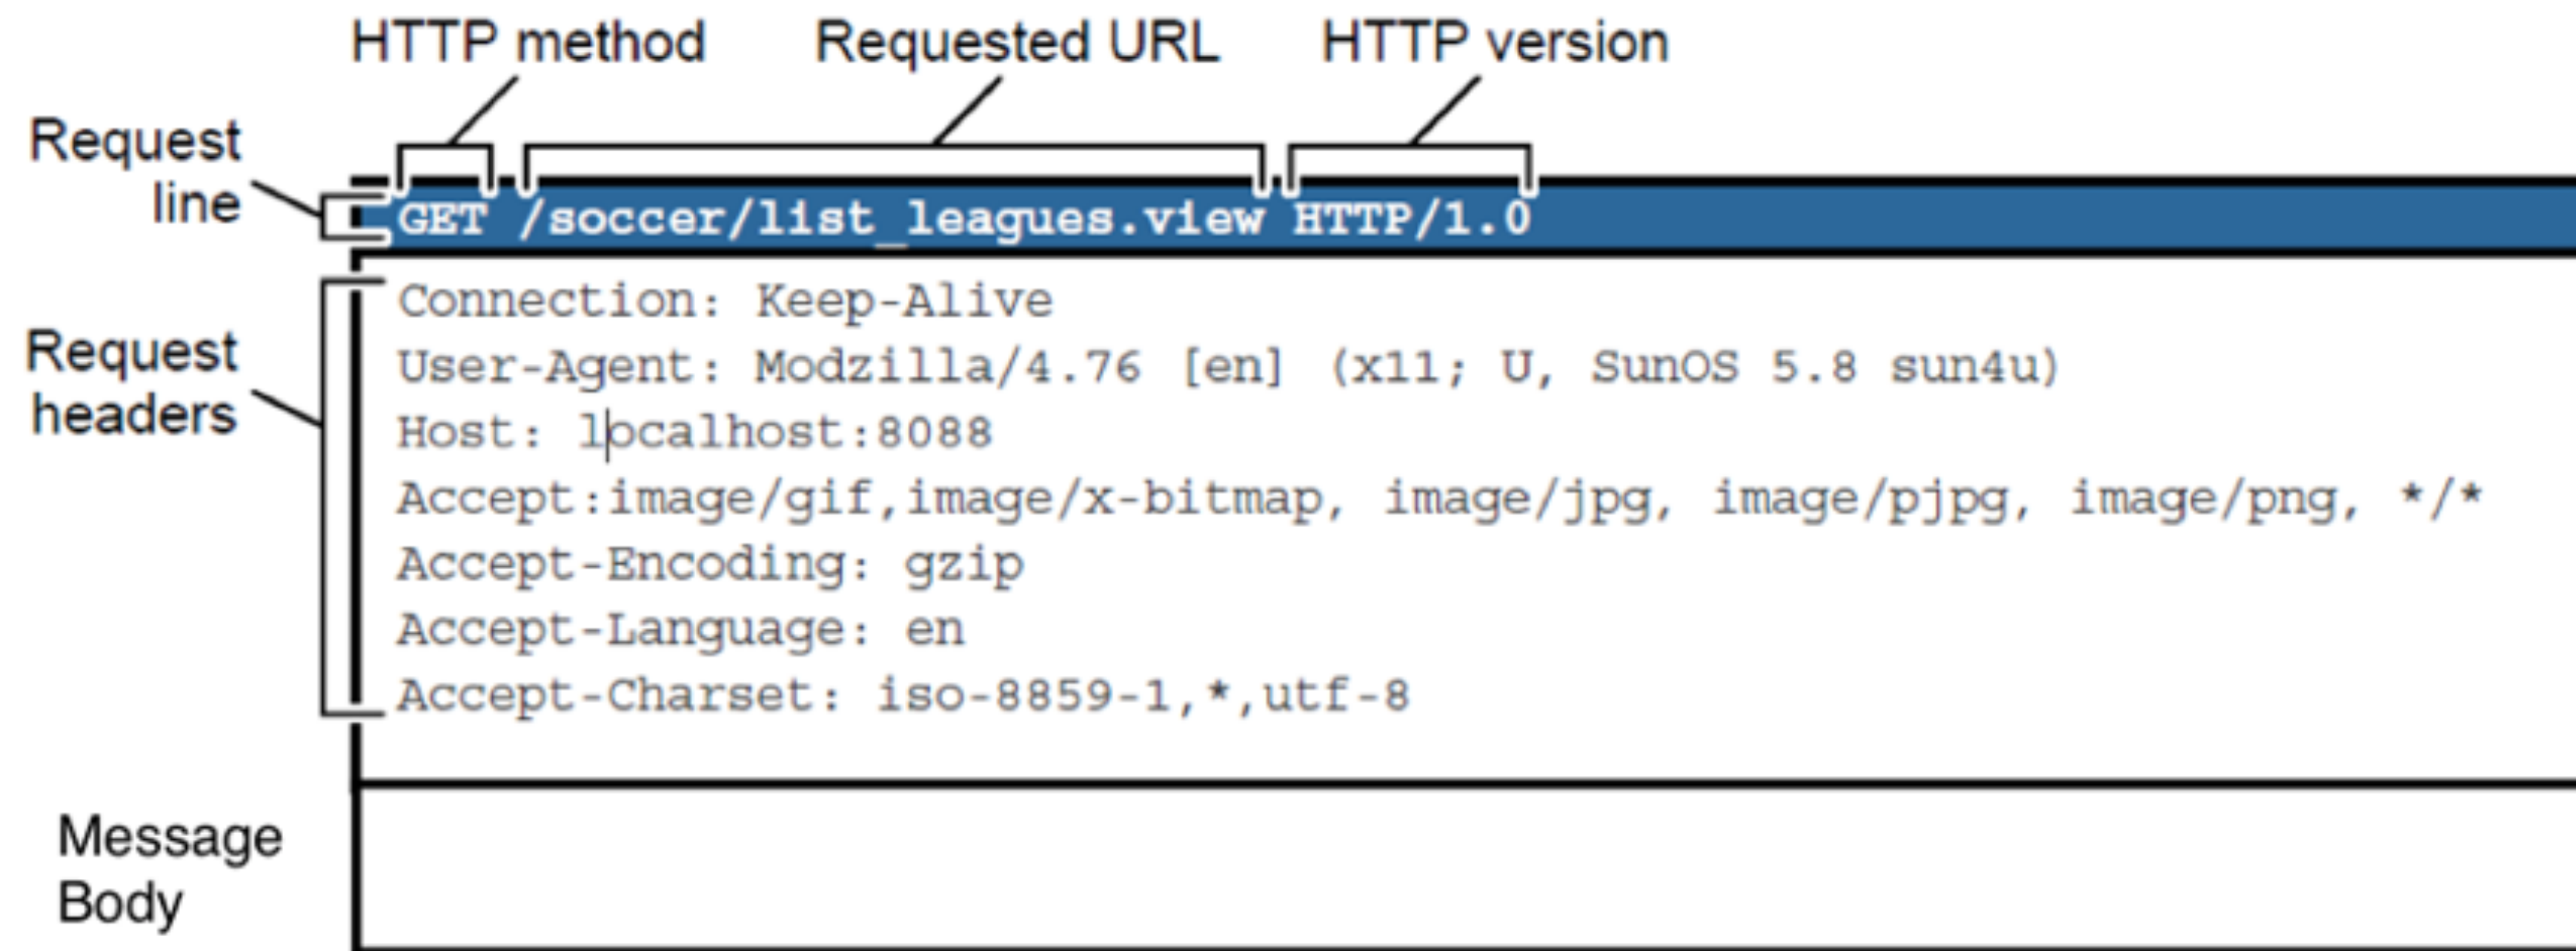 HTTP method Requested URL HTTP version
Request
line
GET /soccer/list_leagues.view HTTP/1.0
Request
headers
Connection: Keep-Alive
User-Agent: Modzilla/4.76 [en] (x11; U, SunOS 5.8 sun4u)
Host: localhost:8088
Accept:image/gif,image/x-bitmap, image/jpg, image/pjpg, image/png, */*
Accept-Encoding: gzip
Accept-Language: en
Accept-Charset: iso-8859-1,*,utf-8
Message
Body